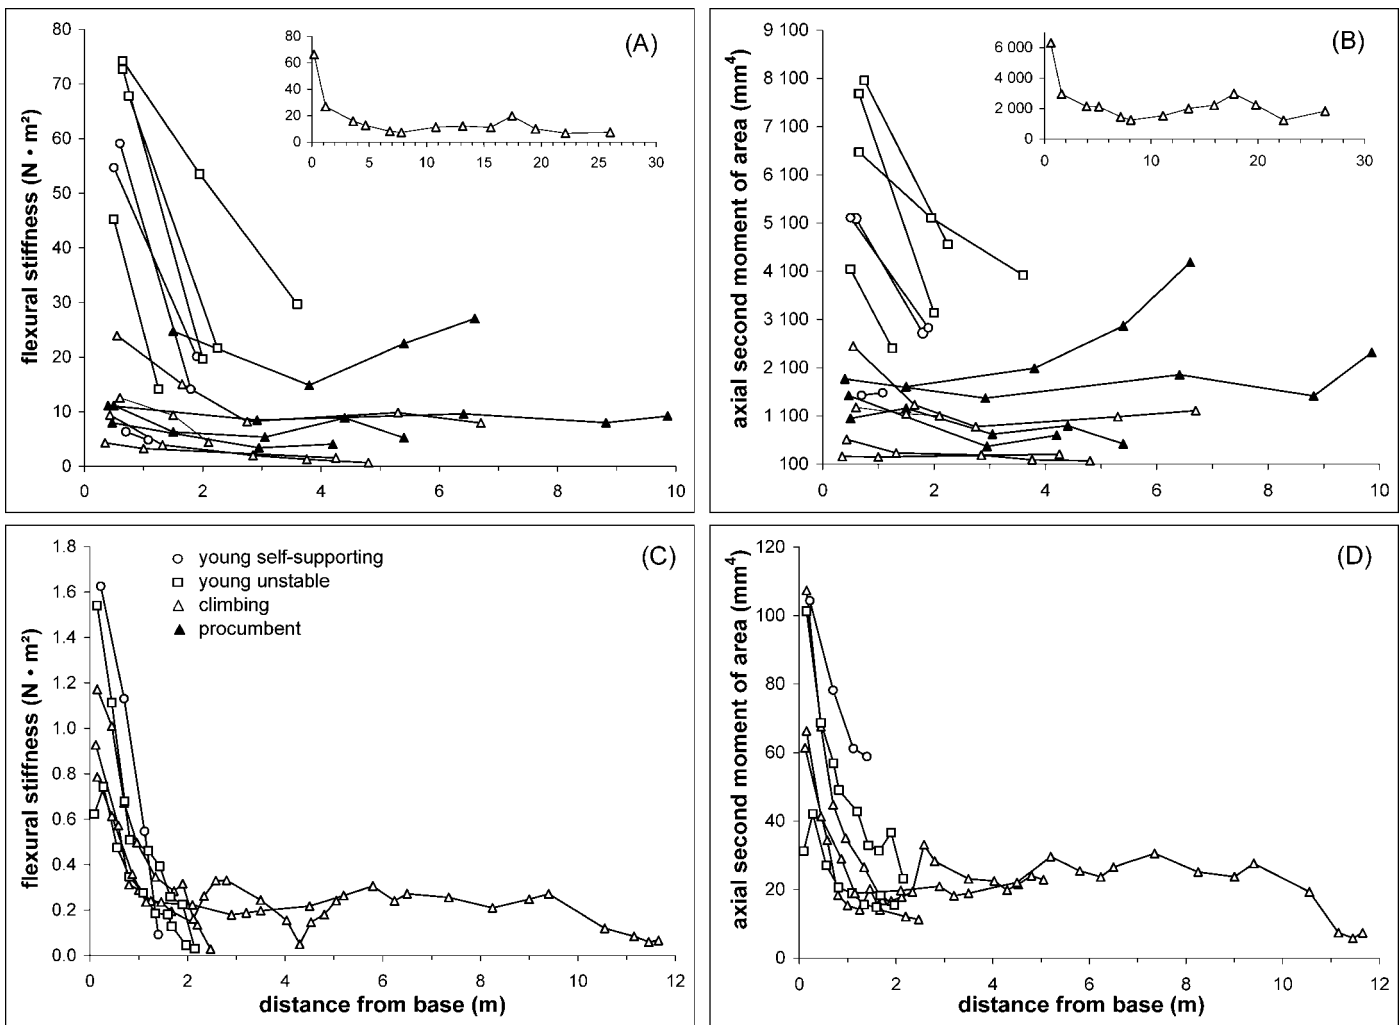 (A)
flexural stiffness (N • m²)
80
70
60
50
40
30
20
10
0
0 2 4 6 8 10
80
60
40
20
0
0 5 10 15 20 25 30
(B)
axial second moment of area (mm⁴)
9 100
8 100
7 100
6 100
5 100
4 100
3 100
2 100
1 100
100
0 2 4 6 8 10
6 000
4 000
2 000
0
0 10 20 30
(C)
flexural stiffness (N • m²)
1.8
1.6
1.4
1.2
1.0
0.8
0.6
0.4
0.2
0.0
0 2 4 6 8 10 12
distance from base (m)
young self-supporting
young unstable
climbing
procumbent
(D)
axial second moment of area (mm⁴)
120
100
80
60
40
20
0
0 2 4 6 8 10 12
distance from base (m)